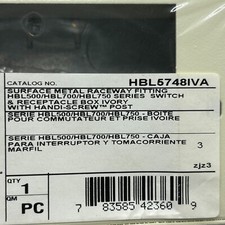 CATALOG NO. HBL5748IVA
SURFACE METAL RACEWAY FITTING
HBL500/HBL700/HBL750 SERIES SWITCH
& RECEPTACLE BOX IVORY
WITH HANDI-SCREW™ POST
SERIE HBL500/HBL700/HBL750 - BOITE
POUR COMMUTATEUR ET PRISE IVOIRE
SERIE HBL500/HBL700/HBL750 - CAJA
PARA INTERRUPTOR Y TOMACORRIENTE
MARFIL
3
zjz3
QTY
1
QM
PC
7 83585 42360 9